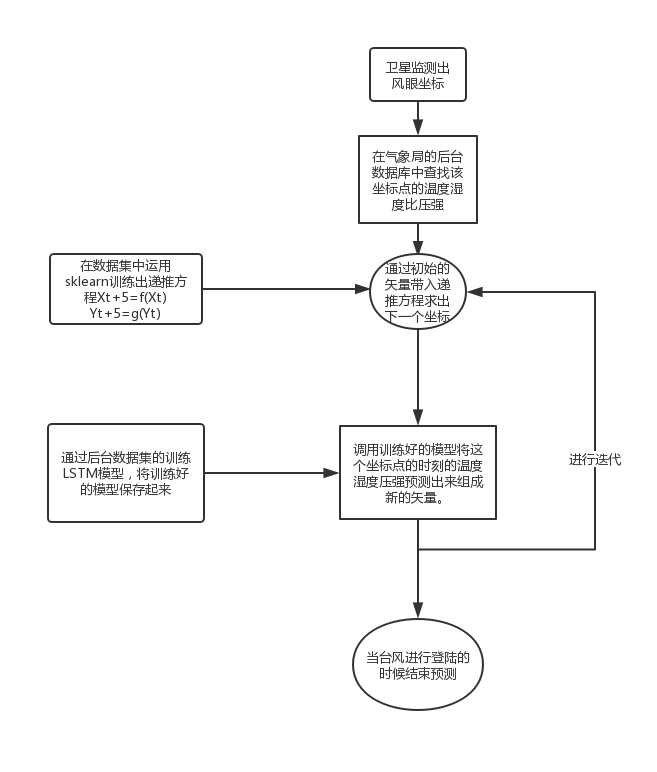 卫星监测出
风眼坐标
在气象局的后台
数据库中查找该
坐标点的温度湿
度比压强
在数据集中运用
sklearn训练出递推方
程Xt+5=f(Xt)
Yt+5=g(Yt)
通过初始的
矢量带入递
推方程求出
下一个坐标
通过后台数据集的训练
LSTM模型，将训练好
的模型保存起来
调用训练好的模型将这
个坐标点的时刻的温度
湿度压强预测出来组成
新的矢量。
进行迭代
当台风进行登陆的
时候结束预测